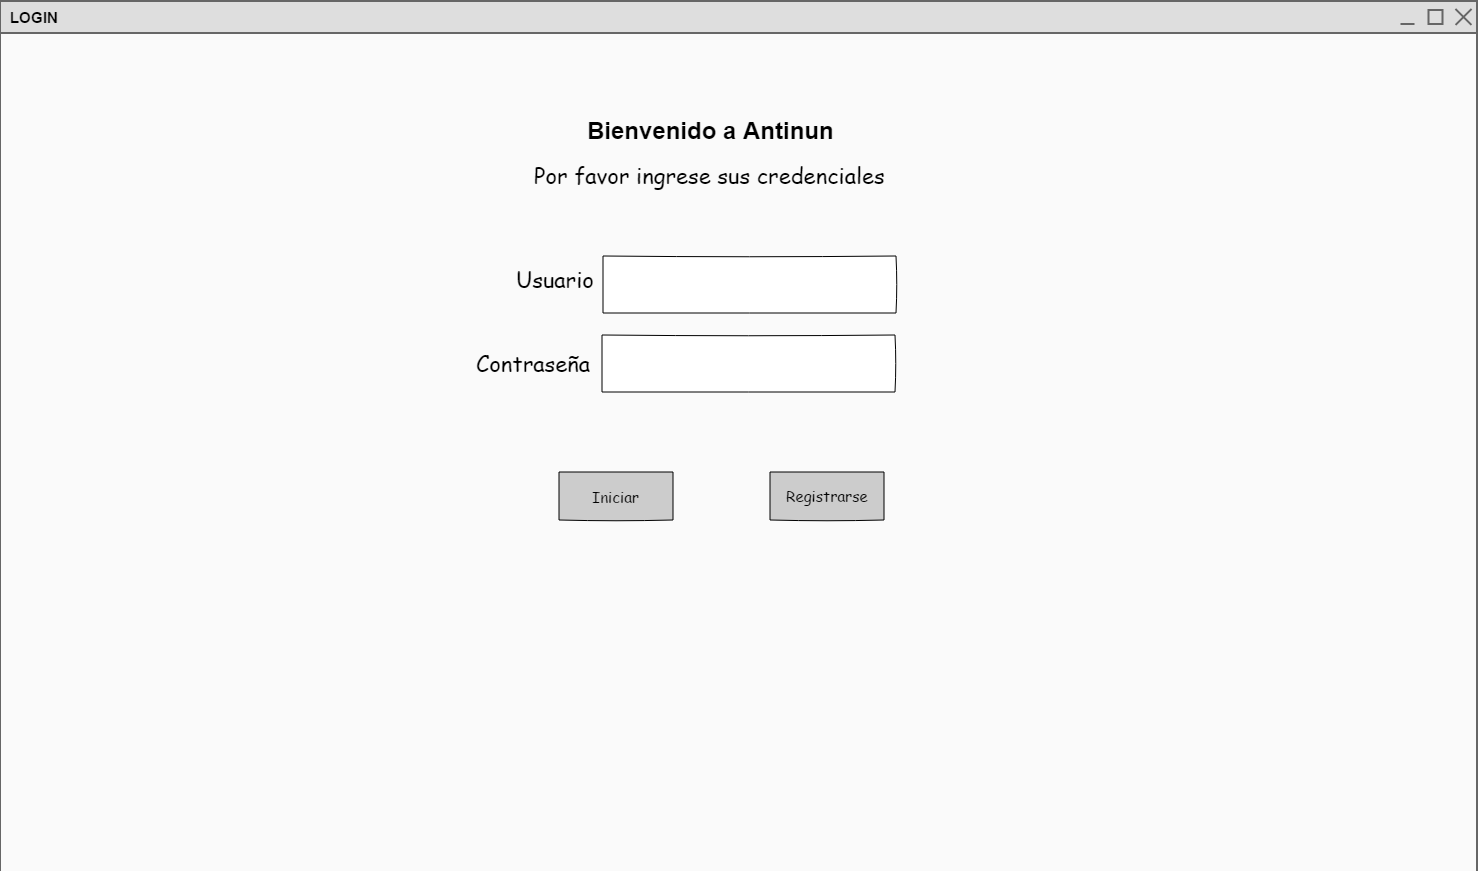 LOGIN
Bienvenido a Antinun
Por favor ingrese sus credenciales
Usuario
Contraseña
Iniciar
Registrarse